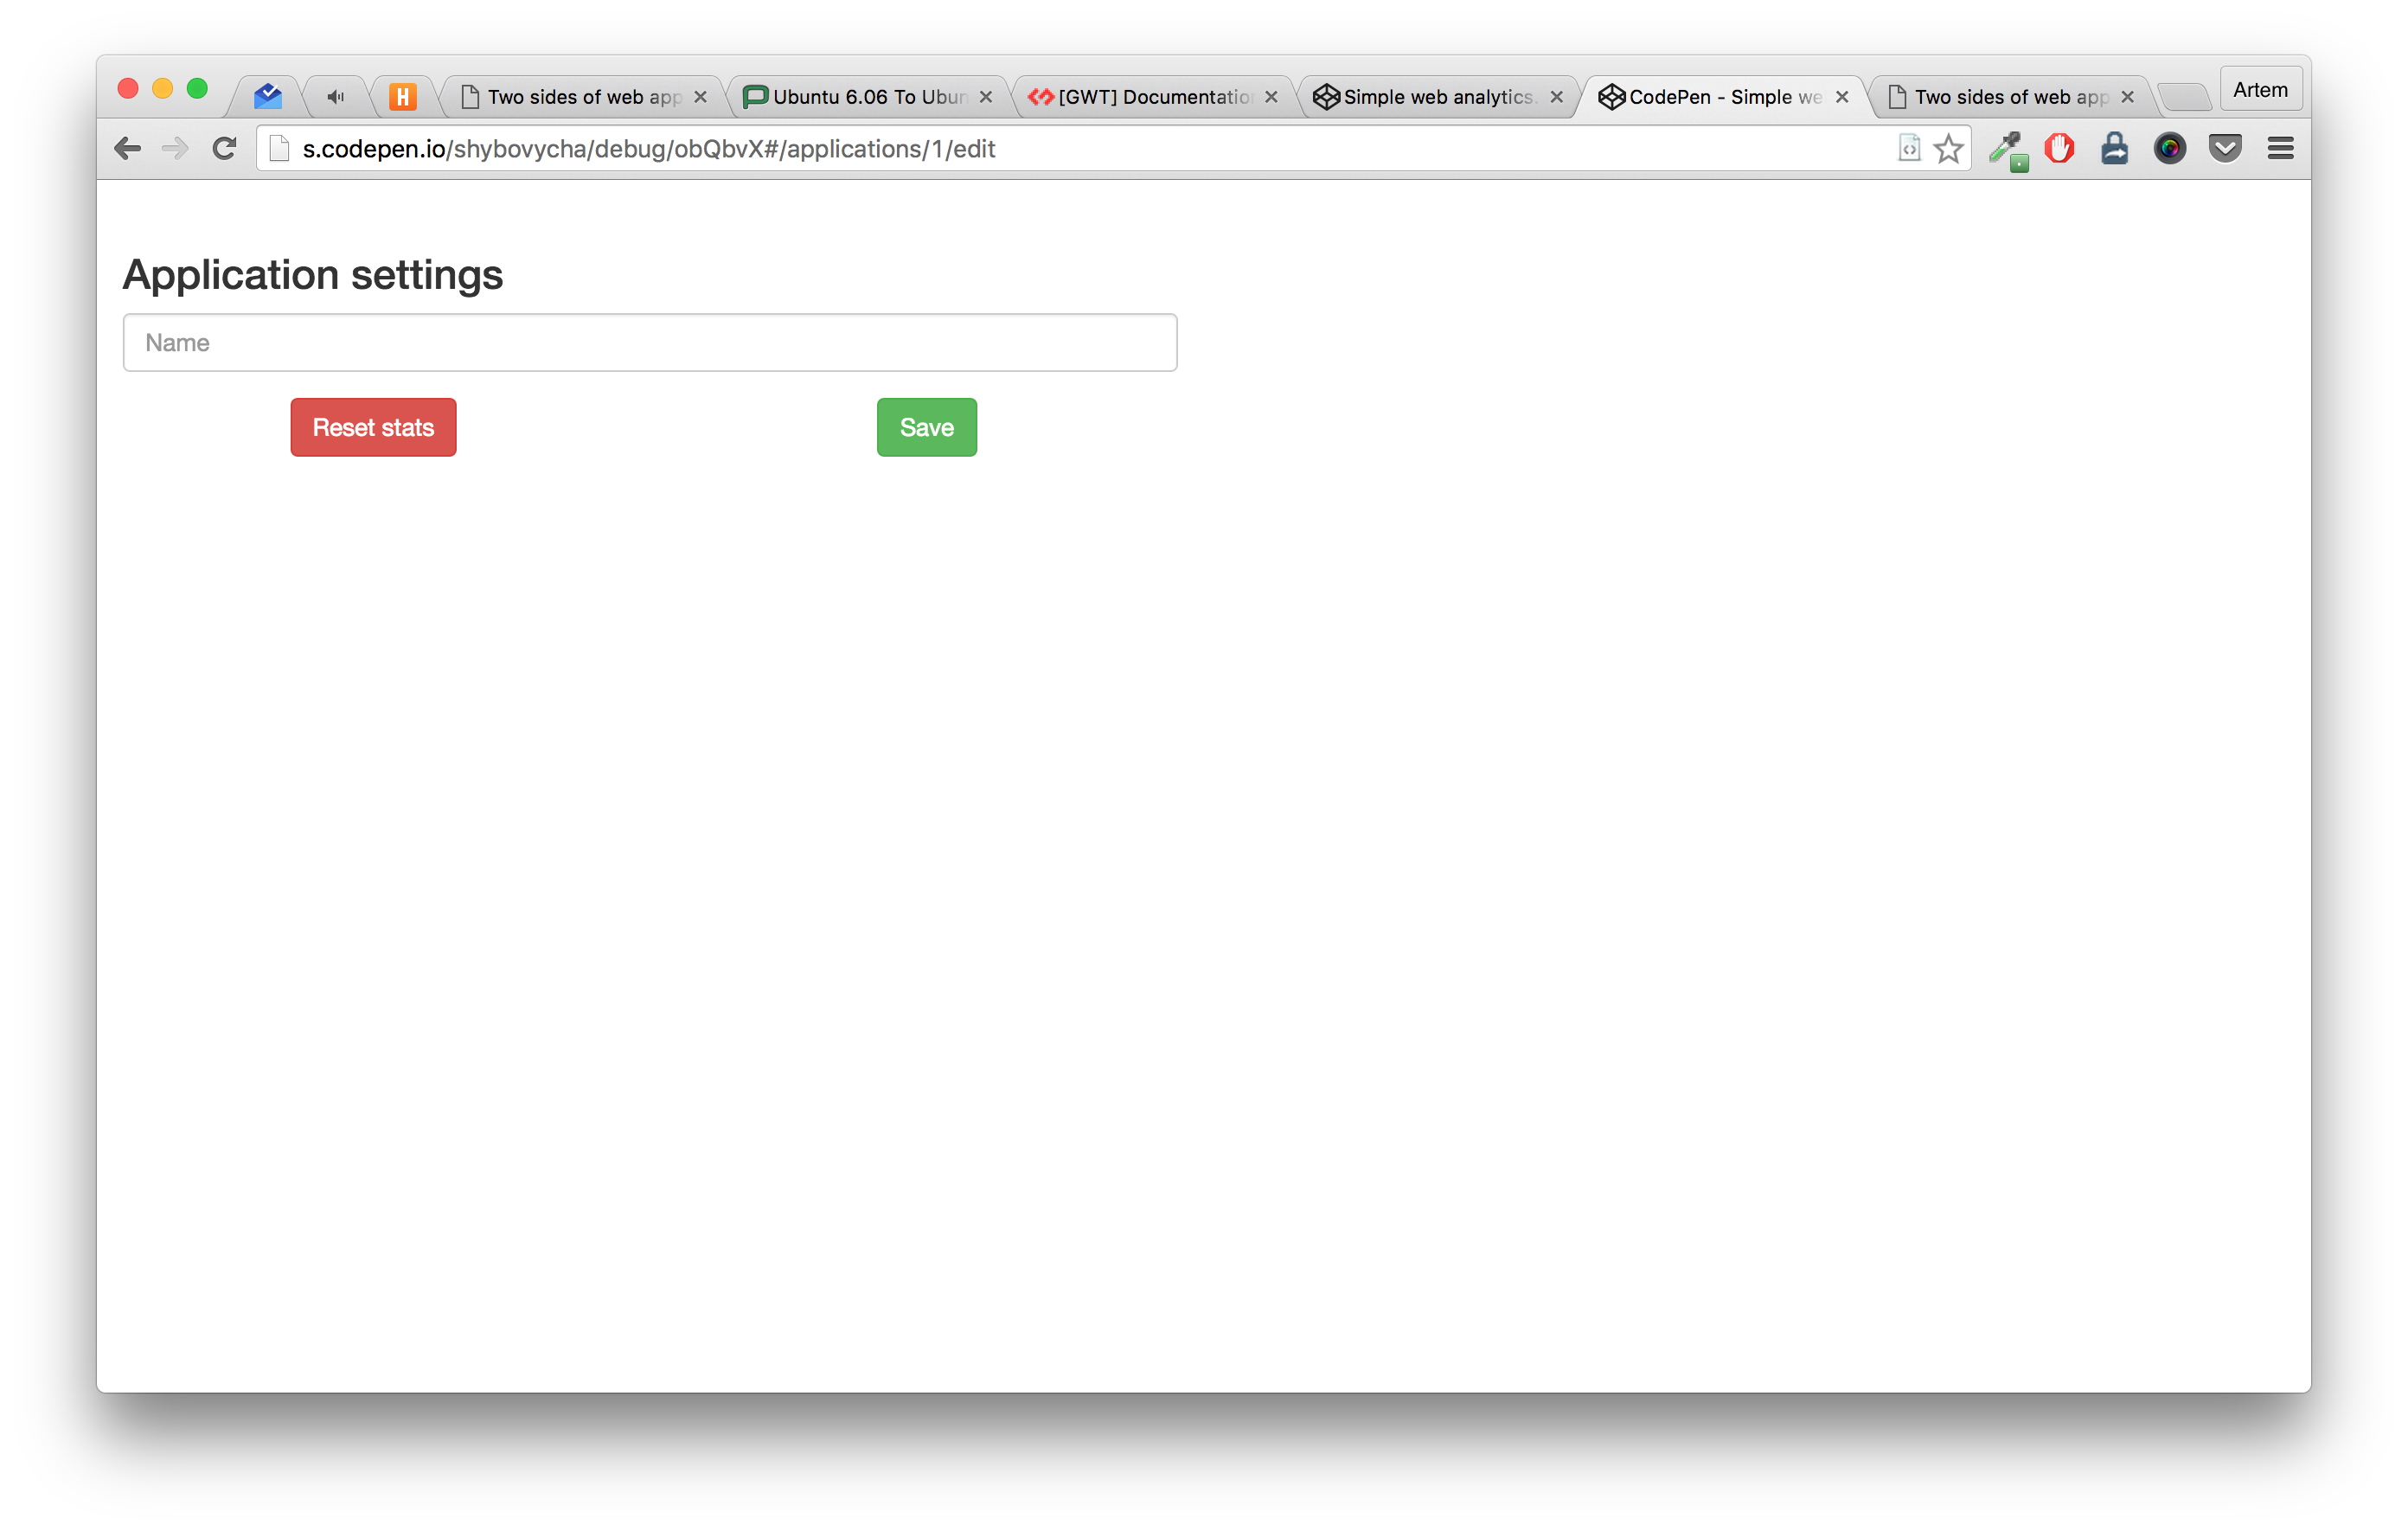 H
Two sides of web app
Ubuntu 6.06 To Ubun
[GWT] Documentatio
Simple web analytics.
CodePen - Simple we
Two sides of web app
Artem
s.codepen.io/shybovycha/debug/obQbvX#/applications/1/edit
Application settings
Name
Reset stats
Save